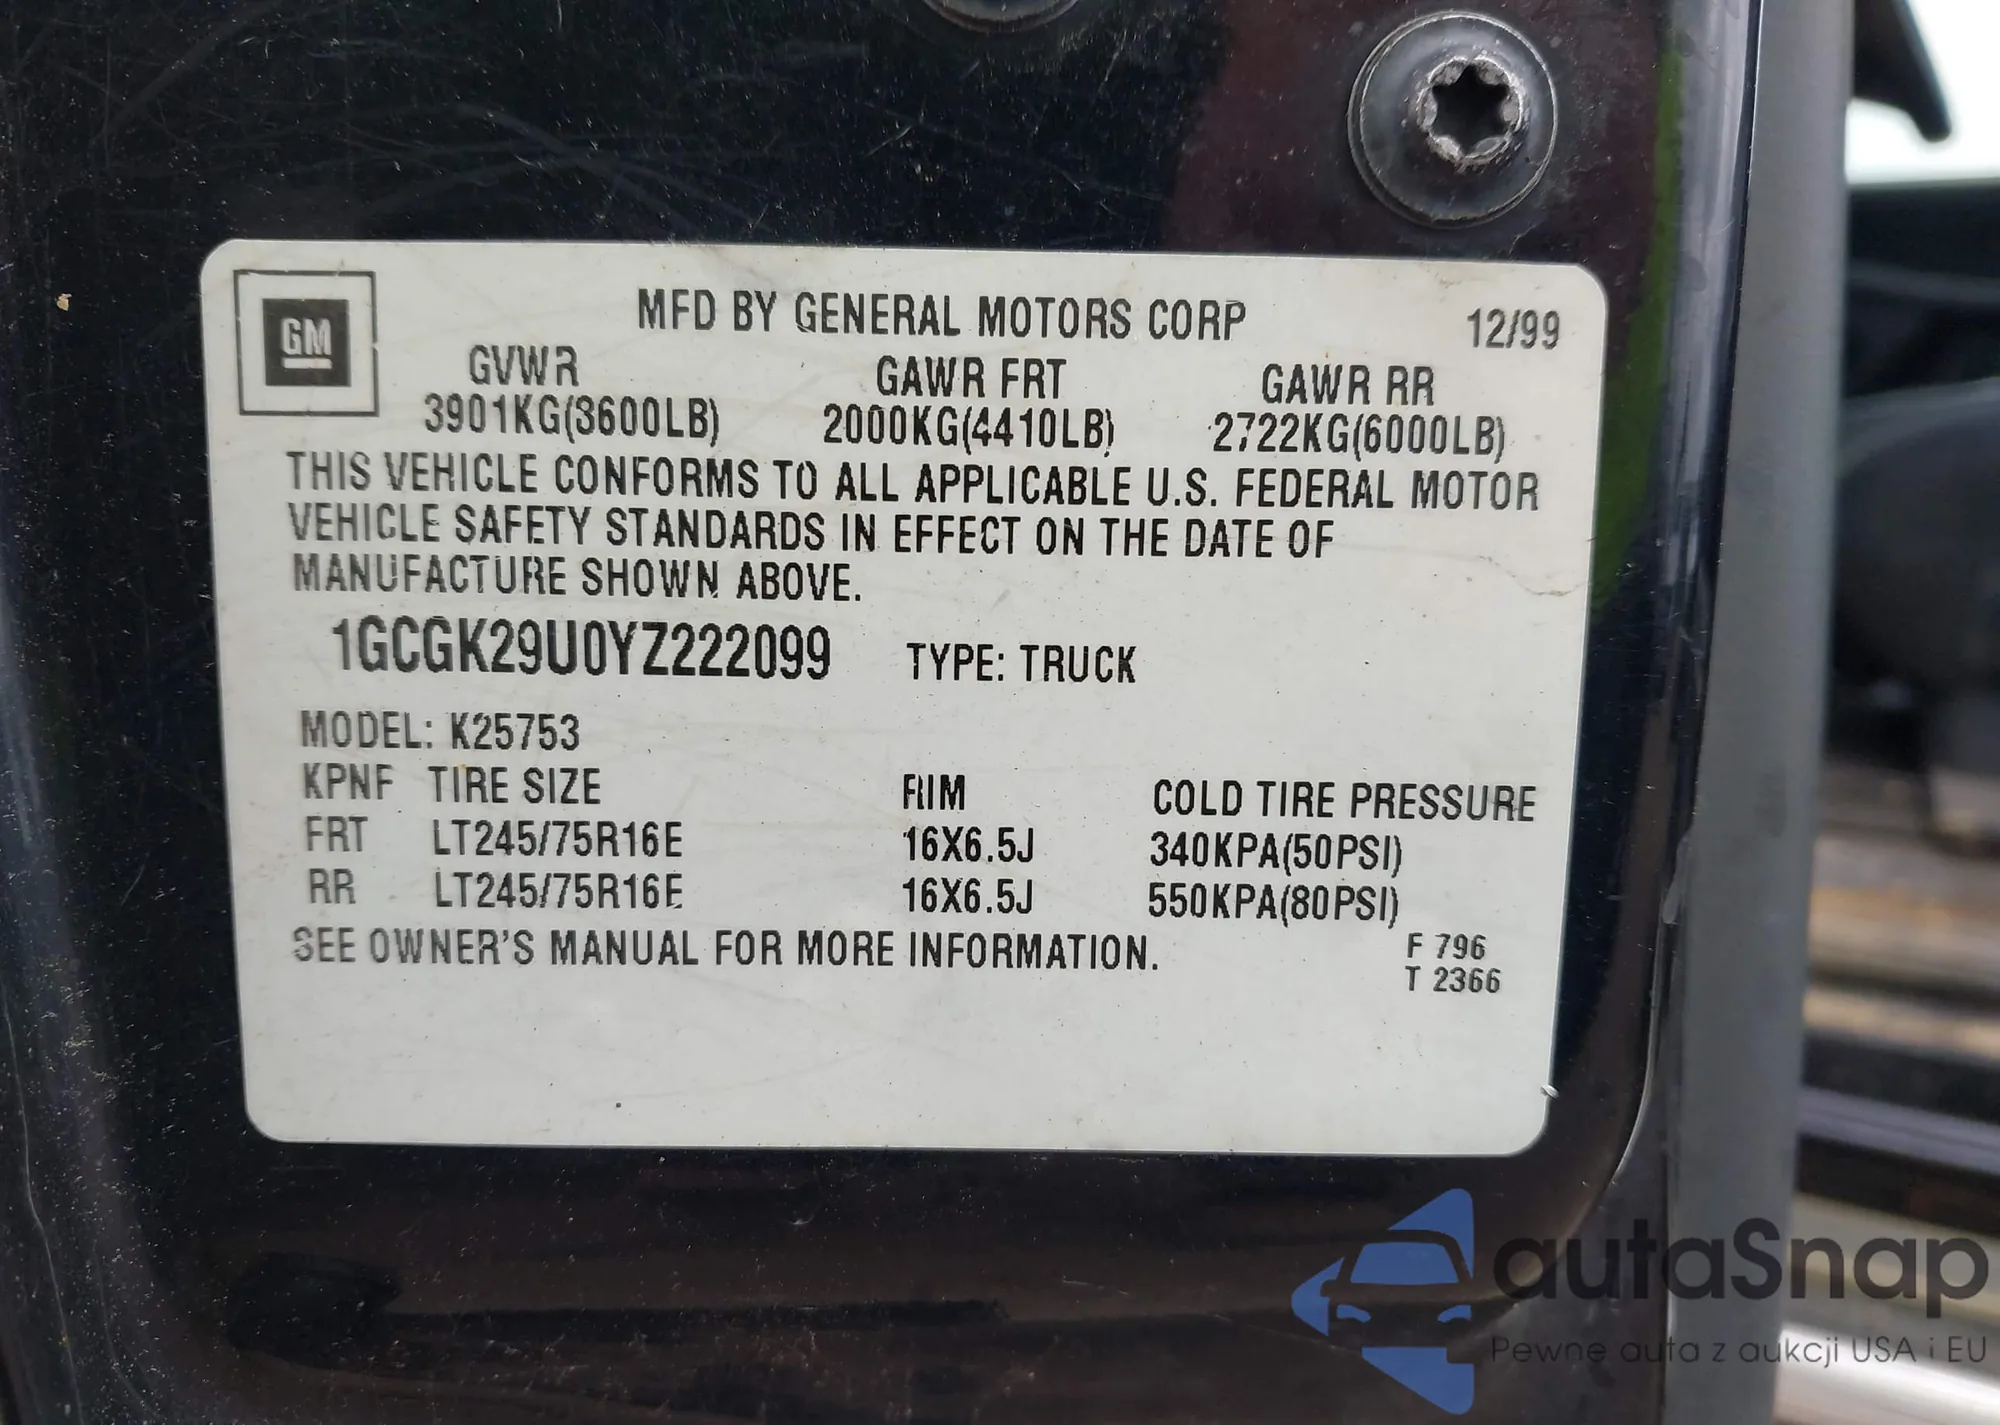 GM
MFD BY GENERAL MOTORS CORP 12/99
GVWR GAWR FRT GAWR RR
3901KG(8600LB) 2000KG(4410LB) 2722KG(6000LB)
THIS VEHICLE CONFORMS TO ALL APPLICABLE U.S. FEDERAL MOTOR
VEHICLE SAFETY STANDARDS IN EFFECT ON THE DATE OF
MANUFACTURE SHOWN ABOVE.
1GCGK29U0YZ222099 TYPE: TRUCK
MODEL: K25753
KPNF TIRE SIZE RIM COLD TIRE PRESSURE
FRT LT245/75R16E 16X6.5J 340KPA(50PSI)
RR LT245/75R16E 16X6.5J 550KPA(80PSI)
SEE OWNER'S MANUAL FOR MORE INFORMATION.
F 796
T 2366
autaSnap
Pewne auta z aukcji USA i EU